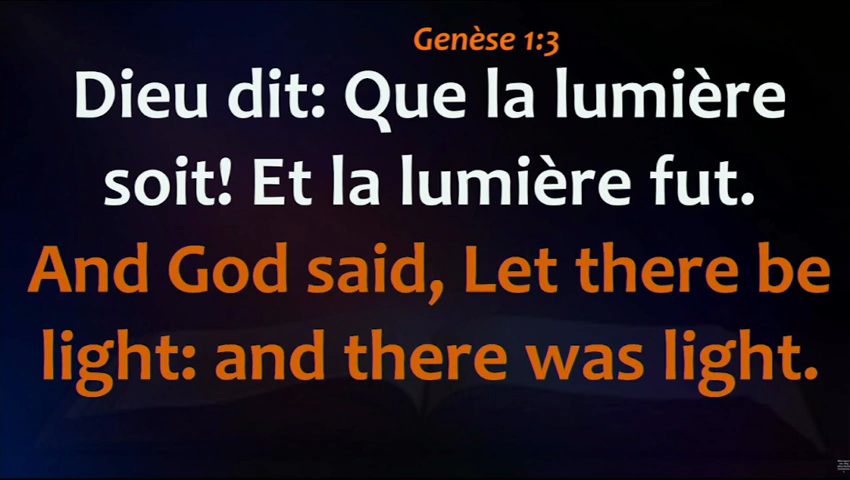 Genèse 1:3
Dieu dit: Que la lumière
soit! Et la lumière fut.
And God said, Let there be
light: and there was light.